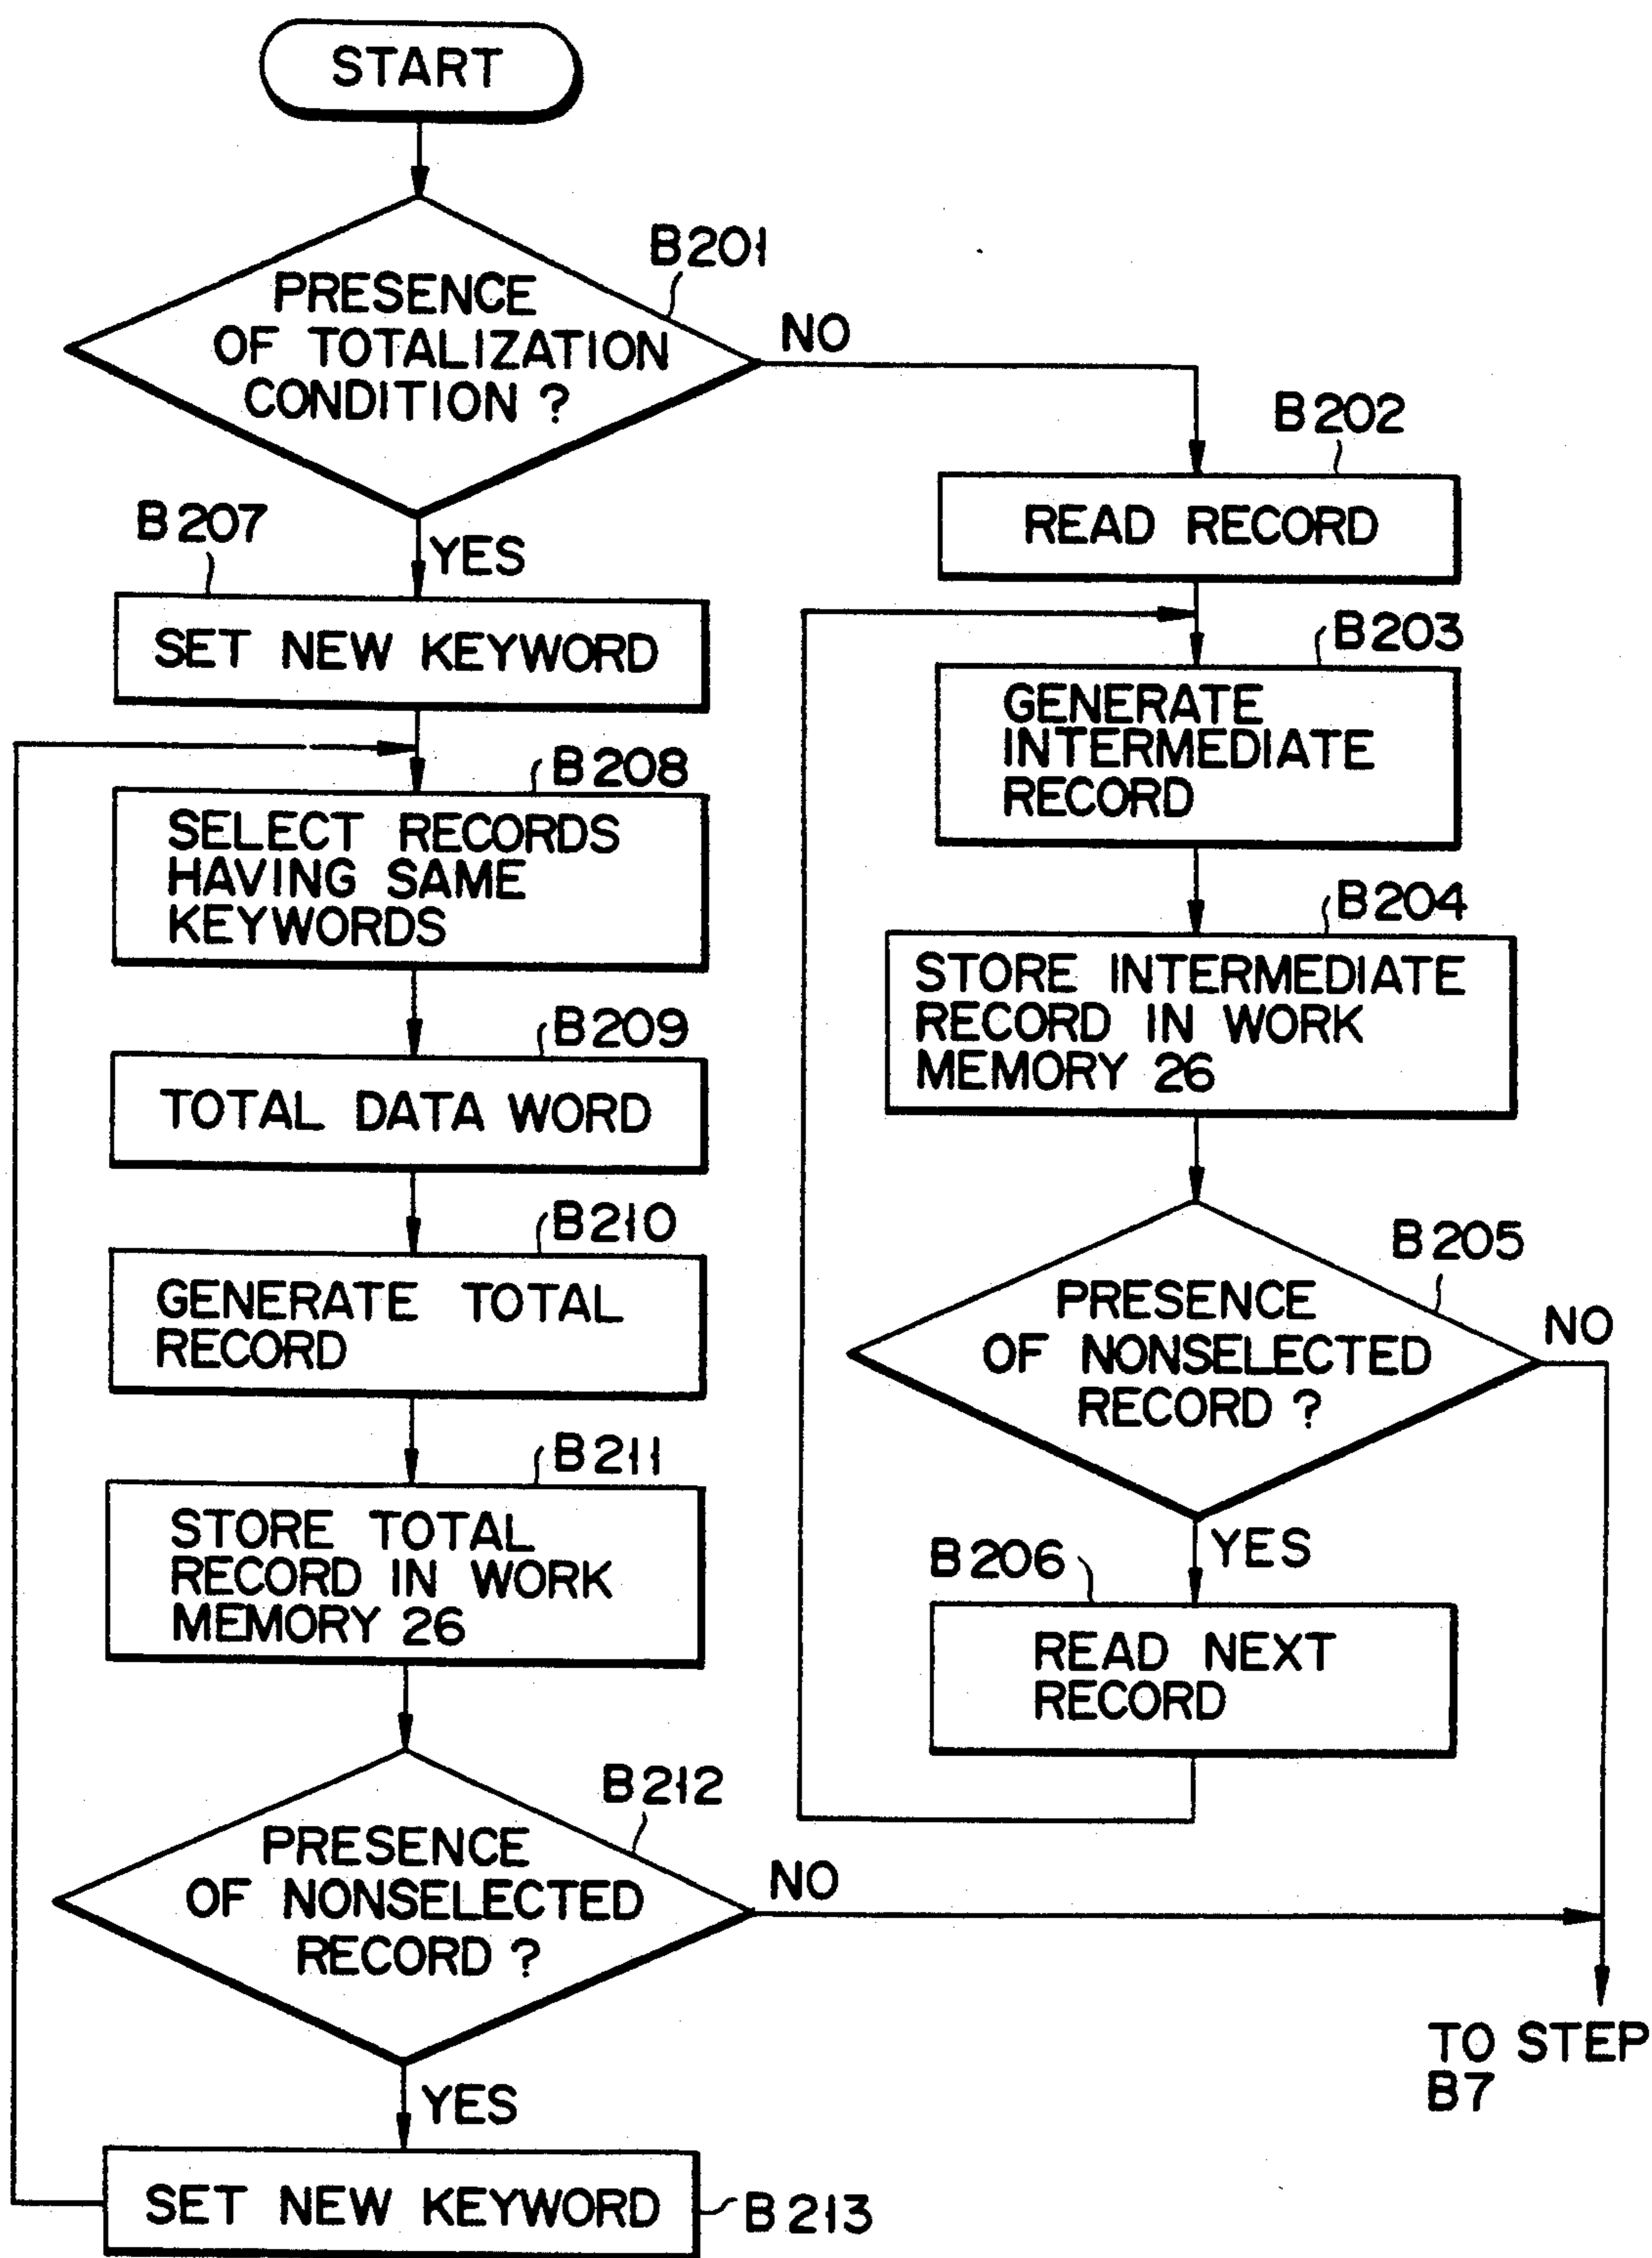 START
B201
PRESENCE
OF TOTALIZATION
CONDITION ?
NO
YES
B202
READ RECORD
B203
GENERATE
INTERMEDIATE
RECORD
B204
STORE INTERMEDIATE
RECORD IN WORK
MEMORY 26
B205
PRESENCE
OF NONSELECTED
RECORD ?
NO
YES
B206
READ NEXT
RECORD
B207
SET NEW KEYWORD
B208
SELECT RECORDS
HAVING SAME
KEYWORDS
B209
TOTAL DATA WORD
B210
GENERATE TOTAL
RECORD
B211
STORE TOTAL
RECORD IN WORK
MEMORY 26
B212
PRESENCE
OF NONSELECTED
RECORD ?
NO
YES
SET NEW KEYWORD
B213
TO STEP
B7